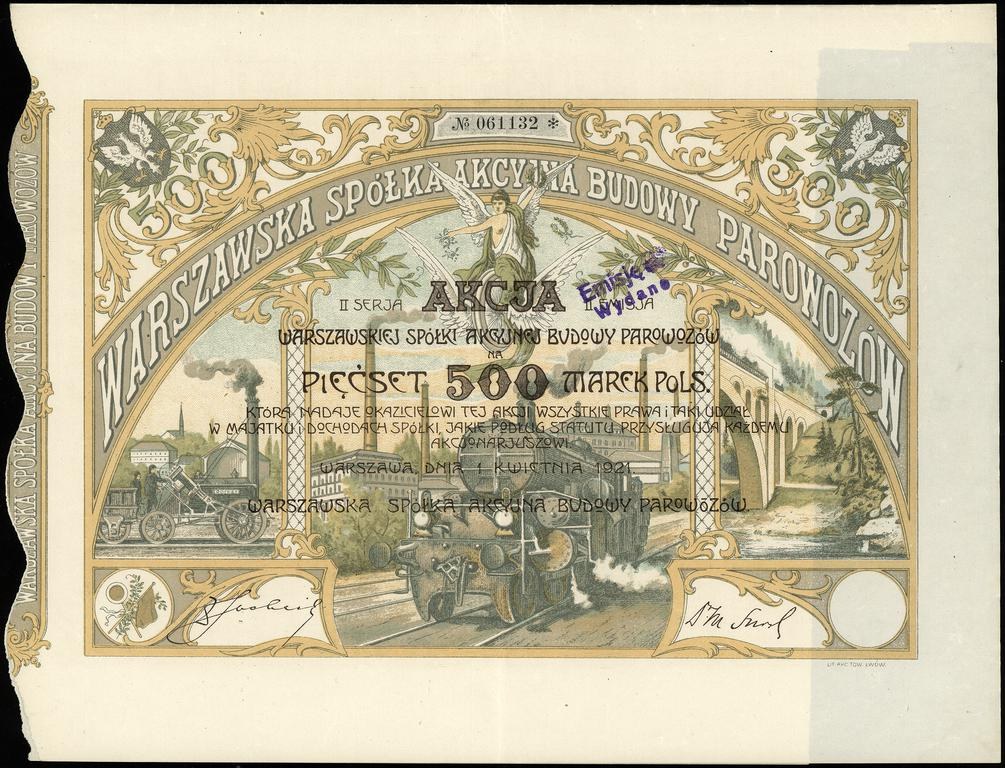 № 061132 *
500
500
WARSZAWSKA SPÓŁKA AKCYJNA BUDOWY PAROWOZÓW
WARSZAWSKA SPÓŁKA AKCYJNA BUDOWY PAROWOZÓW
II SERJA AKCJA II EMISJA
Emisję
wydano
WARSZAWSKIEJ SPÓŁKI AKCYJNEJ BUDOWY PAROWOZÓW
NA
PIĘĆSET 500 MAREK POLS.
KTÓRA NADAJE OKAZICIELOWI TEJ AKCJI WSZYSTKIE PRAWA i TAKI UDZIAŁ
W MAJĄTKU i DOCHODACH SPÓŁKI, JAKIE PODŁUG STATUTU, PRZYSŁUGUJĄ KAŻDEMU
AKCJONARJUSZOWI.
WARSZAWA, DNIA 1 KWIETNIA 1921.
ROCKET
WARSZAWSKA SPÓŁKA AKCYJNA BUDOWY PAROWOZÓW.
LIT. AKC. TOW. LWÓW.